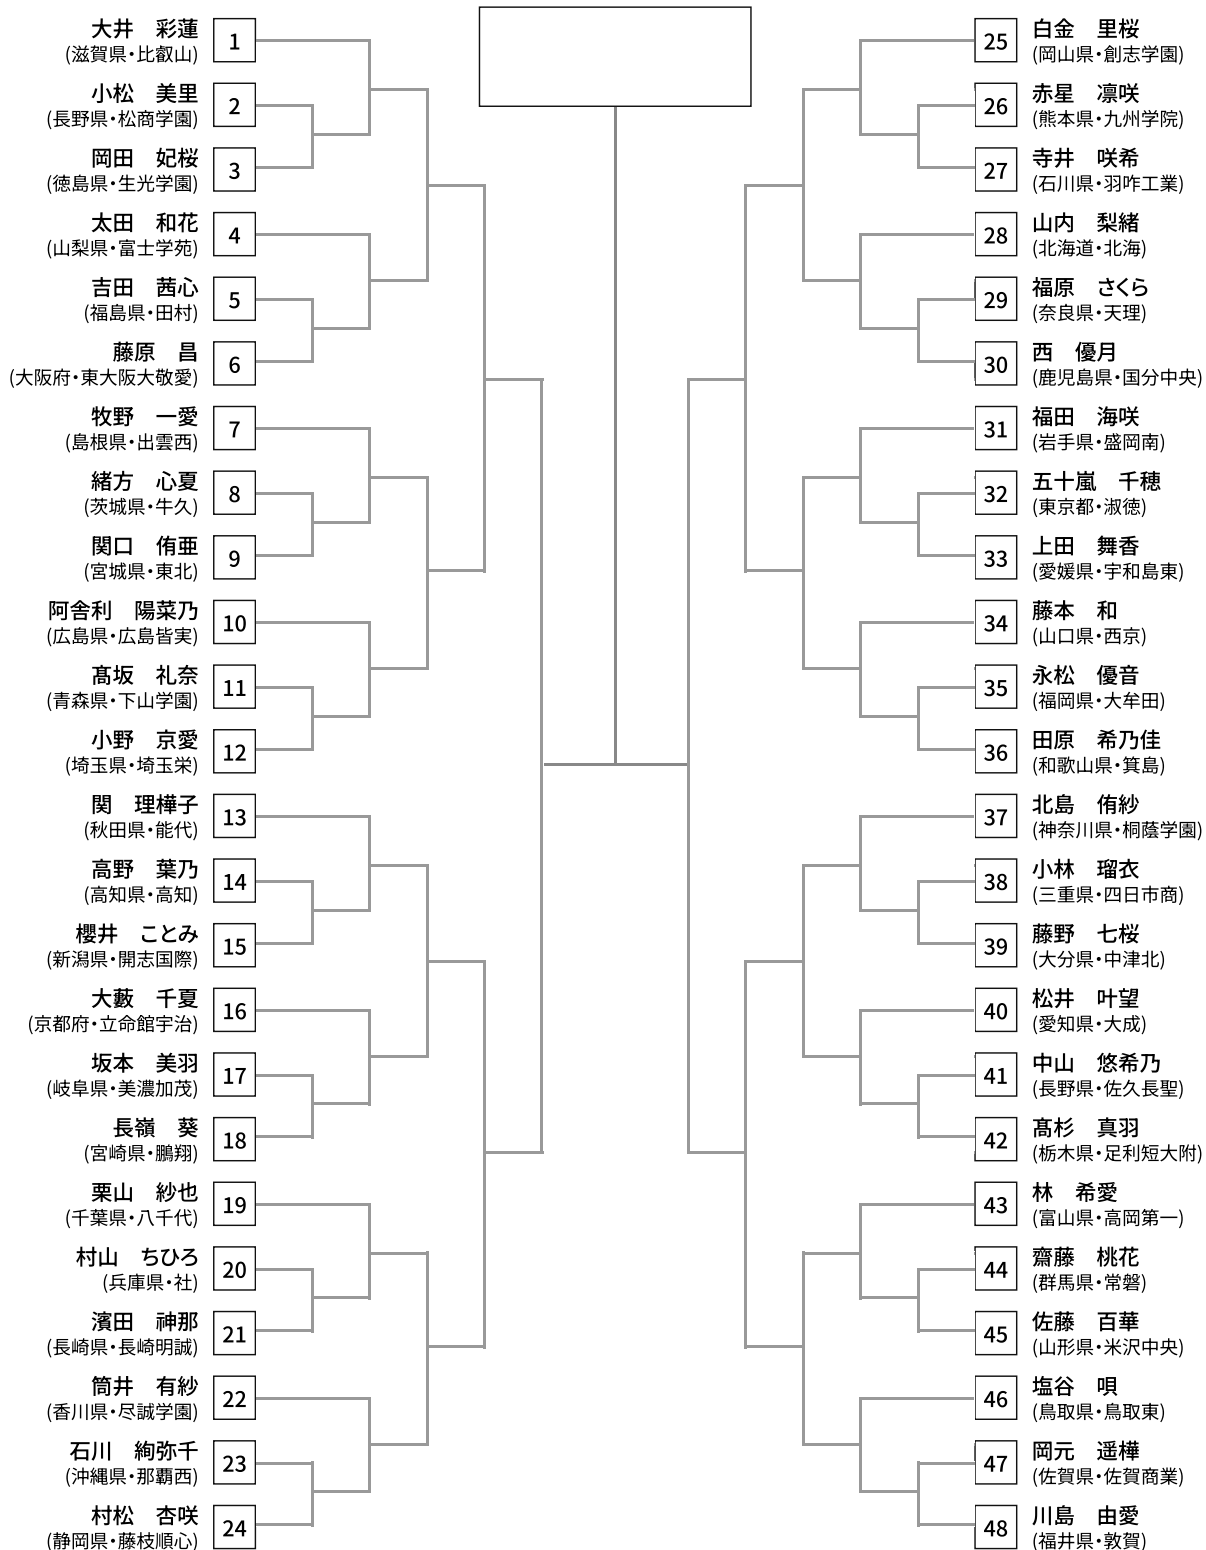 大井　彩蓮
(滋賀県・比叡山)
1
小松　美里
(長野県・松商学園)
2
岡田　妃桜
(徳島県・生光学園)
3
太田　和花
(山梨県・富士学苑)
4
吉田　茜心
(福島県・田村)
5
藤原　昌
(大阪府・東大阪大敬愛)
6
牧野　一愛
(島根県・出雲西)
7
緒方　心夏
(茨城県・牛久)
8
関口　侑亜
(宮城県・東北)
9
阿舎利　陽菜乃
(広島県・広島皆実)
10
髙坂　礼奈
(青森県・下山学園)
11
小野　京愛
(埼玉県・埼玉栄)
12
関　理樺子
(秋田県・能代)
13
高野　葉乃
(高知県・高知)
14
櫻井　ことみ
(新潟県・開志国際)
15
大藪　千夏
(京都府・立命館宇治)
16
坂本　美羽
(岐阜県・美濃加茂)
17
長嶺　葵
(宮崎県・鵬翔)
18
栗山　紗也
(千葉県・八千代)
19
村山　ちひろ
(兵庫県・社)
20
濱田　神那
(長崎県・長崎明誠)
21
筒井　有紗
(香川県・尽誠学園)
22
石川　絢弥千
(沖縄県・那覇西)
23
村松　杏咲
(静岡県・藤枝順心)
24
25
白金　里桜
(岡山県・創志学園)
26
赤星　凛咲
(熊本県・九州学院)
27
寺井　咲希
(石川県・羽咋工業)
28
山内　梨緒
(北海道・北海)
29
福原　さくら
(奈良県・天理)
30
西　優月
(鹿児島県・国分中央)
31
福田　海咲
(岩手県・盛岡南)
32
五十嵐　千穂
(東京都・淑徳)
33
上田　舞香
(愛媛県・宇和島東)
34
藤本　和
(山口県・西京)
35
永松　優音
(福岡県・大牟田)
36
田原　希乃佳
(和歌山県・箕島)
37
北島　侑紗
(神奈川県・桐蔭学園)
38
小林　瑠衣
(三重県・四日市商)
39
藤野　七桜
(大分県・中津北)
40
松井　叶望
(愛知県・大成)
41
中山　悠希乃
(長野県・佐久長聖)
42
髙杉　真羽
(栃木県・足利短大附)
43
林　希愛
(富山県・高岡第一)
44
齋藤　桃花
(群馬県・常磐)
45
佐藤　百華
(山形県・米沢中央)
46
塩谷　唄
(鳥取県・鳥取東)
47
岡元　遥樺
(佐賀県・佐賀商業)
48
川島　由愛
(福井県・敦賀)